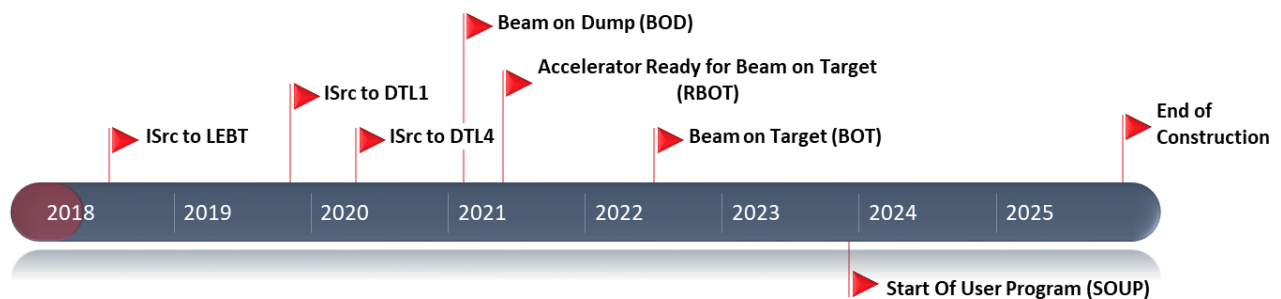 Beam on Dump (BOD)
Accelerator Ready for Beam on Target
(RBOT)
ISrc to DTL1
End of
Construction
ISrc to LEBT
ISrc to DTL4
Beam on Target (BOT)
2018
2019
2020
2021
2022
2023
2024
2025
Start Of User Program (SOUP)